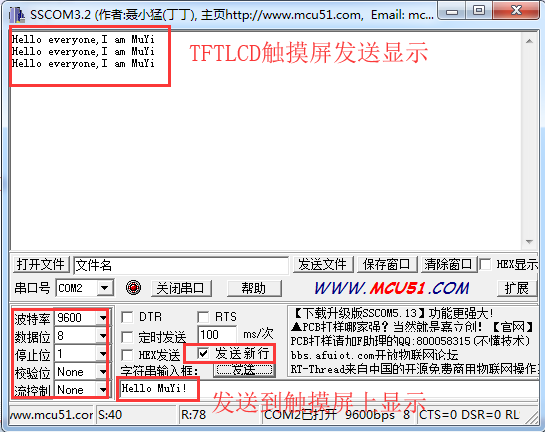 SSCOM3.2 (作者:聂小猛(丁丁), 主页http://www.mcu51.com, Email: mc...
Hello everyone,I am MuYi
Hello everyone,I am MuYi
Hello everyone,I am MuYi
TFTLCD触摸屏发送显示
打开文件 文件名 发送文件 保存窗口 清除窗口 HEX显示
串口号 COM2 关闭串口 帮助 WWW.MCU51.COM 扩展
波特率 9600 DTR RTS
数据位 8 定时发送 100 ms/次
停止位 1 HEX发送 发送新行
校验位 None 字符串输入框: 发送
流控制 None Hello MuYi!
【下载升级版SSCOM5.13】功能更强大!
▲PCB打样哪家强?当然就是嘉立创!【官网】
PCB打样请加F助理的QQ:800058315(不懂技术)
bbs.afuiot.com开放物联网论坛
RT-Thread来自中国的开源免费商用物联网操作
发送到触摸屏上显示
www.mcu51.cor S:40 R:78 COM2已打开 9600bps 8 CTS=0 DSR=0 RL